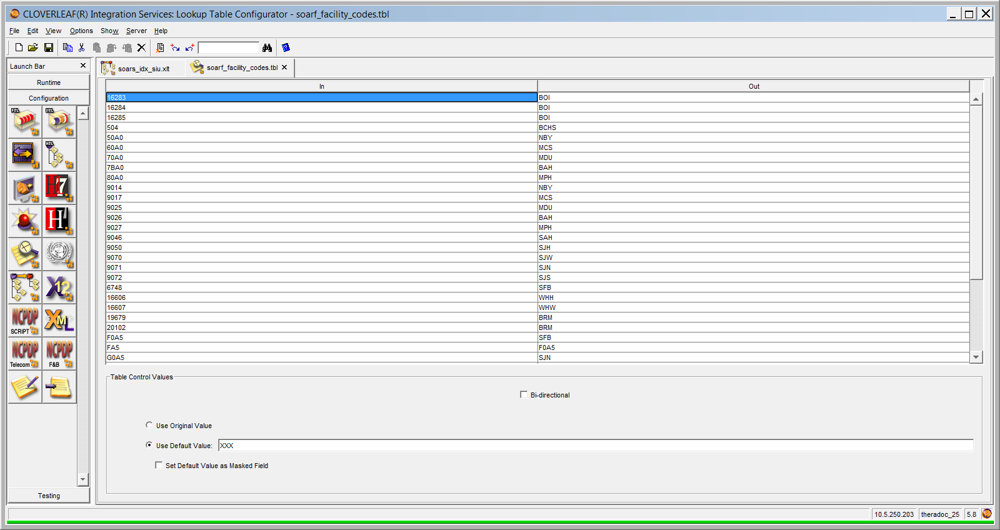 CLOVERLEAF(R) Integration Services: Lookup Table Configurator - soarf_facility_codes.tbl
File Edit View Options Show Server Help
Launch Bar
soars_idx_siu.xlt soarf_facility_codes.tbl
Runtime
Configuration
FRL VRL
HRL
H7
H
X12
NCPDP SCRIPT XML
NCPDP Telecom NCPDP F&B
Testing
In Out
16283 BOI
16284 BOI
16285 BOI
504 BCHS
50A0 NBY
60A0 MCS
70A0 MDU
7BA0 BAH
80A0 MPH
9014 NBY
9017 MCS
9025 MDU
9026 BAH
9027 MPH
9046 SAH
9050 SJH
9070 SJW
9071 SJN
9072 SJS
6748 SFB
16606 WHH
16607 WHW
19679 BRM
20102 BRM
F0A5 SFB
FA5 F0A5
G0A5 SJN
Table Control Values
Bi-directional
Use Original Value
Use Default Value: XXX
Set Default Value as Masked Field
10.5.250.203 theradoc_25 5.8